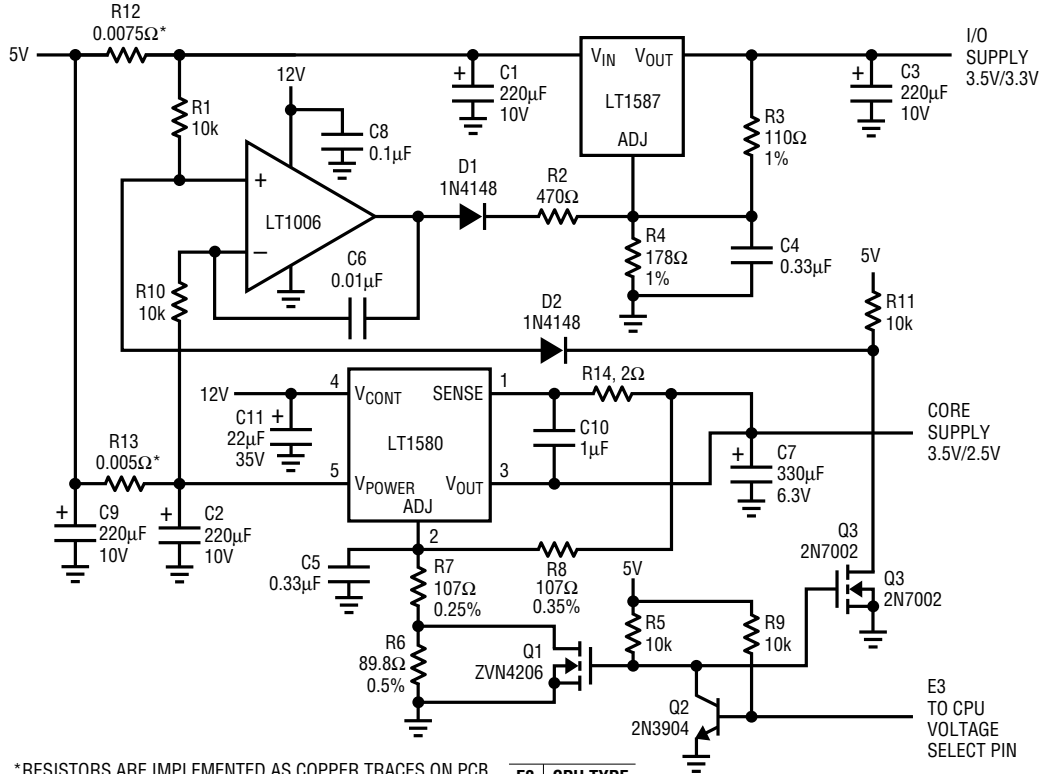 R12
0.0075Ω*
5V
R1
10k
12V
C8
0.1µF
+
LT1006
–
C6
0.01µF
R10
10k
+
C1
220µF
10V
D1
1N4148
R2
470Ω
VIN
VOUT
LT1587
ADJ
R3
110Ω
1%
R4
178Ω
1%
C4
0.33µF
+
C3
220µF
10V
I/O
SUPPLY
3.5V/3.3V
5V
R11
10k
D2
1N4148
12V
+
C11
22µF
35V
4
VCONT
SENSE
1
LT1580
5
VPOWER
VOUT
3
ADJ
2
R14, 2Ω
C10
1µF
+
C7
330µF
6.3V
CORE
SUPPLY
3.5V/2.5V
R13
0.005Ω*
+
C9
220µF
10V
+
C2
220µF
10V
C5
0.33µF
R7
107Ω
0.25%
R8
107Ω
0.35%
R6
89.8Ω
0.5%
Q1
ZVN4206
5V
R5
10k
R9
10k
Q2
2N3904
Q3
2N7002
Q3
2N7002
E3
TO CPU
VOLTAGE
SELECT PIN
*RESISTORS ARE IMPLEMENTED AS COPPER TRACES ON PCB
E3 CPU TYPE